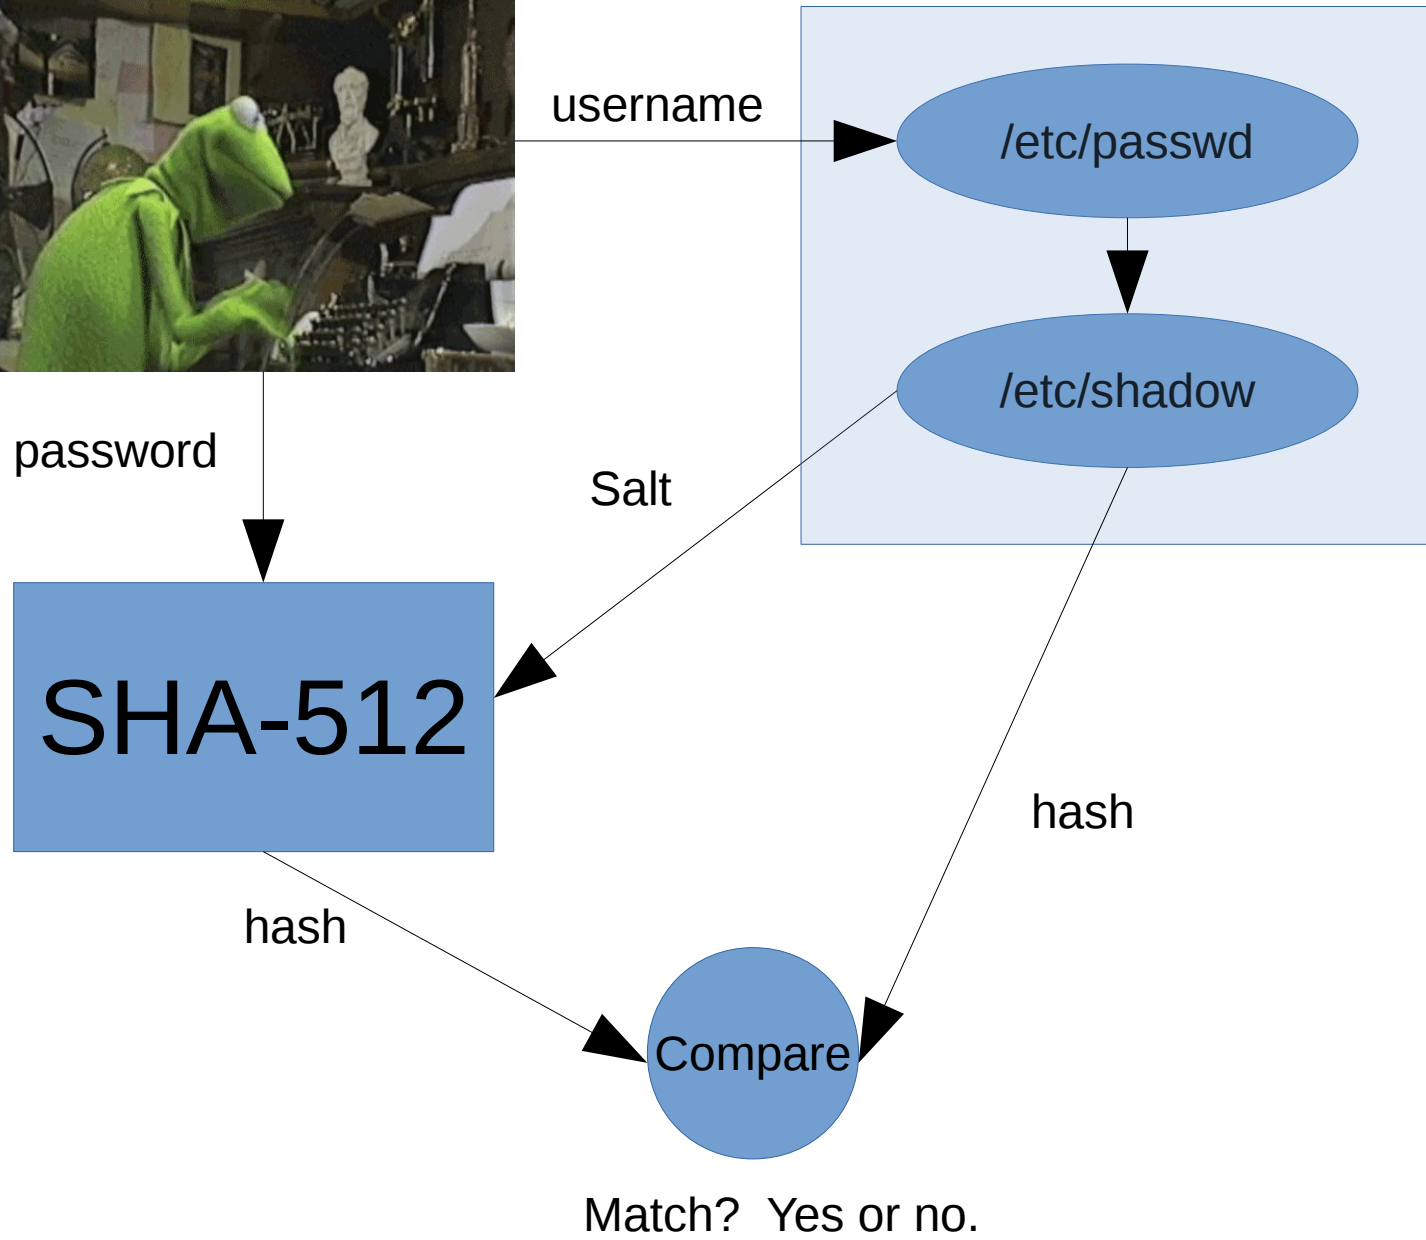 username
/etc/passwd
/etc/shadow
password
Salt
SHA-512
hash
hash
Compare
Match?  Yes or no.